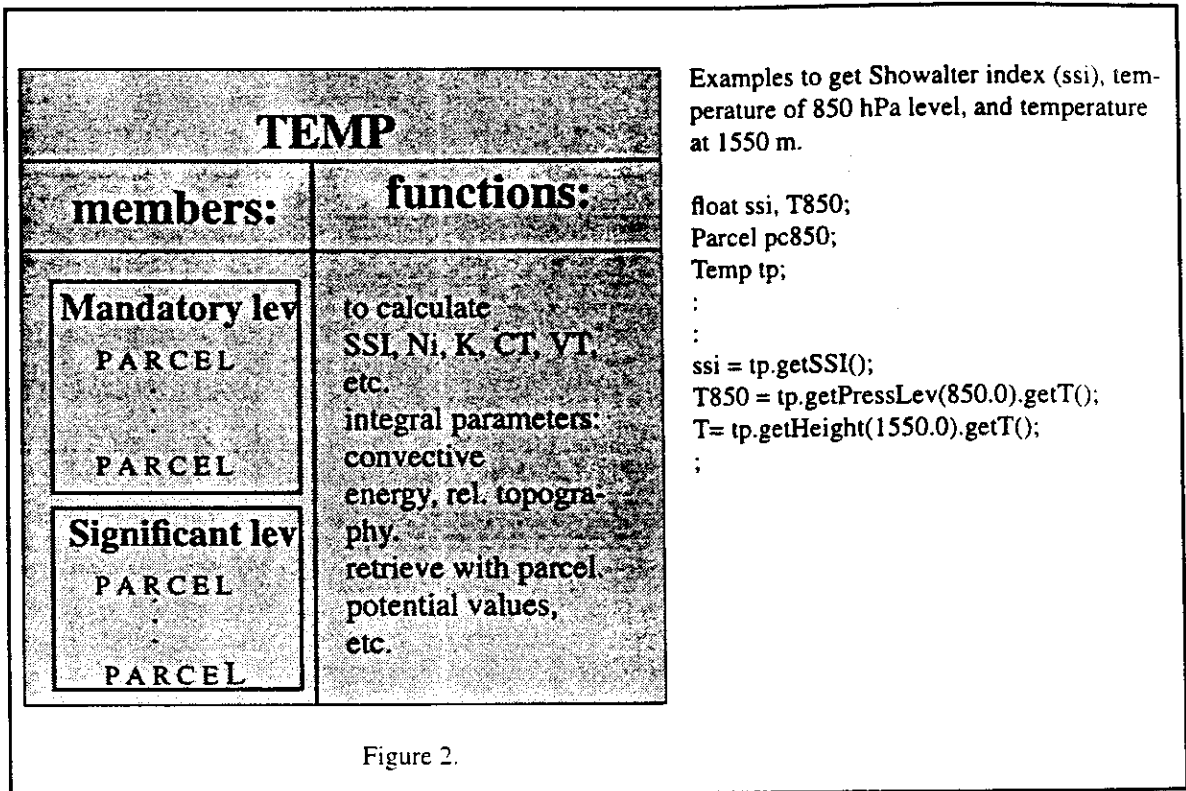 TEMP
members:
functions:
Mandatory lev
PARCEL
.
.
PARCEL
Significant lev
PARCEL
.
.
PARCEL
to calculate
SSI, Ni, K, CT, VT,
etc.
integral parameters:
convective
energy, rel. topogra-
phy.
retrieve with parcel.
potential values,
etc.
Examples to get Showalter index (ssi), tem-
perature of 850 hPa level, and temperature
at 1550 m.
float ssi, T850;
Parcel pc850;
Temp tp;
:
:
ssi = tp.getSSI();
T850 = tp.getPressLev(850.0).getT();
T= tp.getHeight(1550.0).getT();
;
Figure 2.